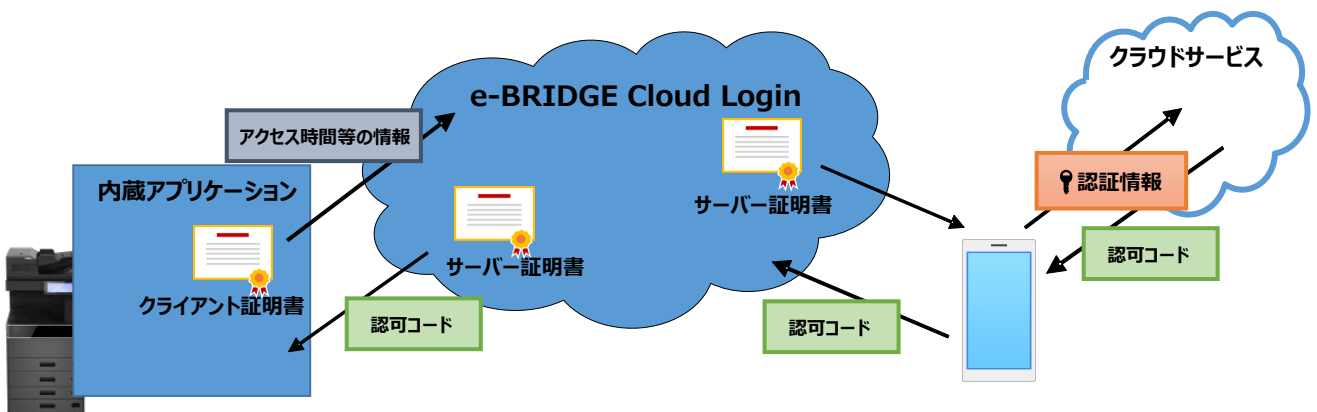 クラウドサービス
e-BRIDGE Cloud Login
アクセス時間等の情報
内蔵アプリケーション
認証情報
サーバー証明書
認可コード
サーバー証明書
クライアント証明書
認可コード
認可コード